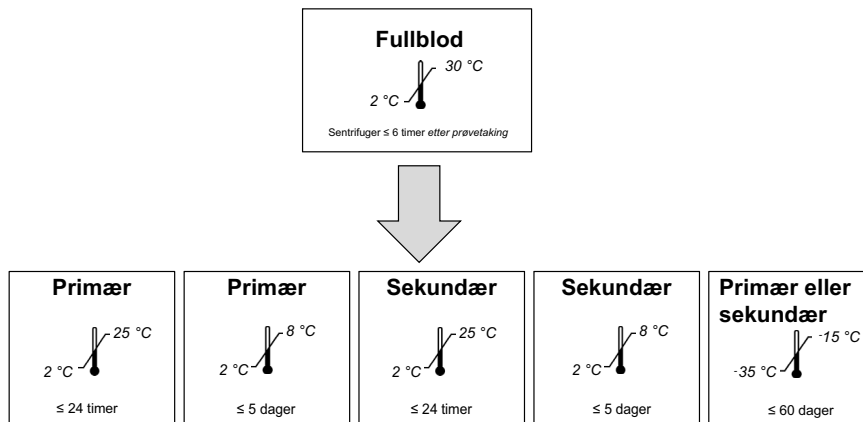 Fullblod
30 °C
2 °C
Sentrifuger ≤ 6 timer etter prøvetaking
Primær
25 °C
2 °C
≤ 24 timer
Primær
8 °C
2 °C
≤ 5 dager
Sekundær
25 °C
2 °C
≤ 24 timer
Sekundær
8 °C
2 °C
≤ 5 dager
Primær eller
sekundær
-15 °C
-35 °C
≤ 60 dager